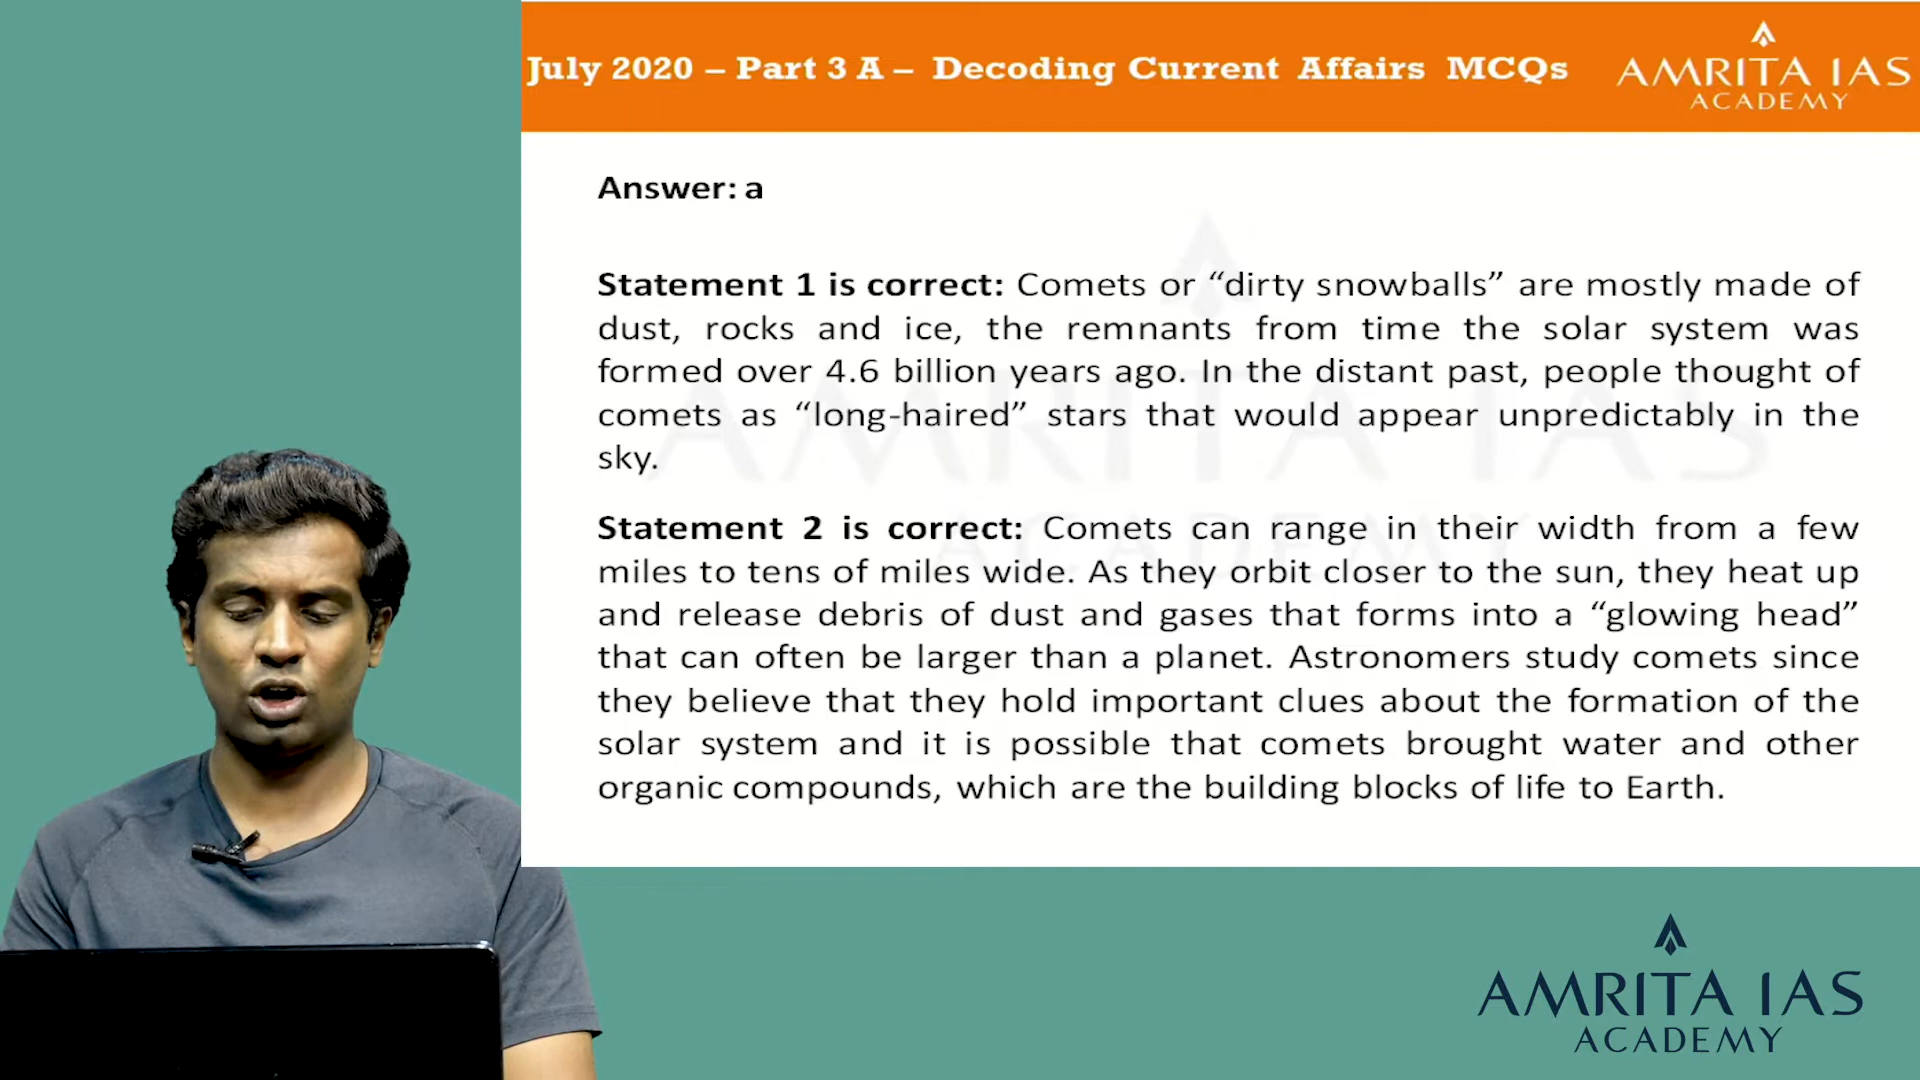 July 2020 – Part 3 A – Decoding Current Affairs MCQs
AMRITA IAS
ACADEMY
Answer: a
Statement 1 is correct: Comets or “dirty snowballs” are mostly made of
dust, rocks and ice, the remnants from time the solar system was
formed over 4.6 billion years ago. In the distant past, people thought of
comets as “long-haired” stars that would appear unpredictably in the
sky.
Statement 2 is correct: Comets can range in their width from a few
miles to tens of miles wide. As they orbit closer to the sun, they heat up
and release debris of dust and gases that forms into a “glowing head”
that can often be larger than a planet. Astronomers study comets since
they believe that they hold important clues about the formation of the
solar system and it is possible that comets brought water and other
organic compounds, which are the building blocks of life to Earth.
AMRITA IAS
ACADEMY
AMRITA IAS
ACADEMY